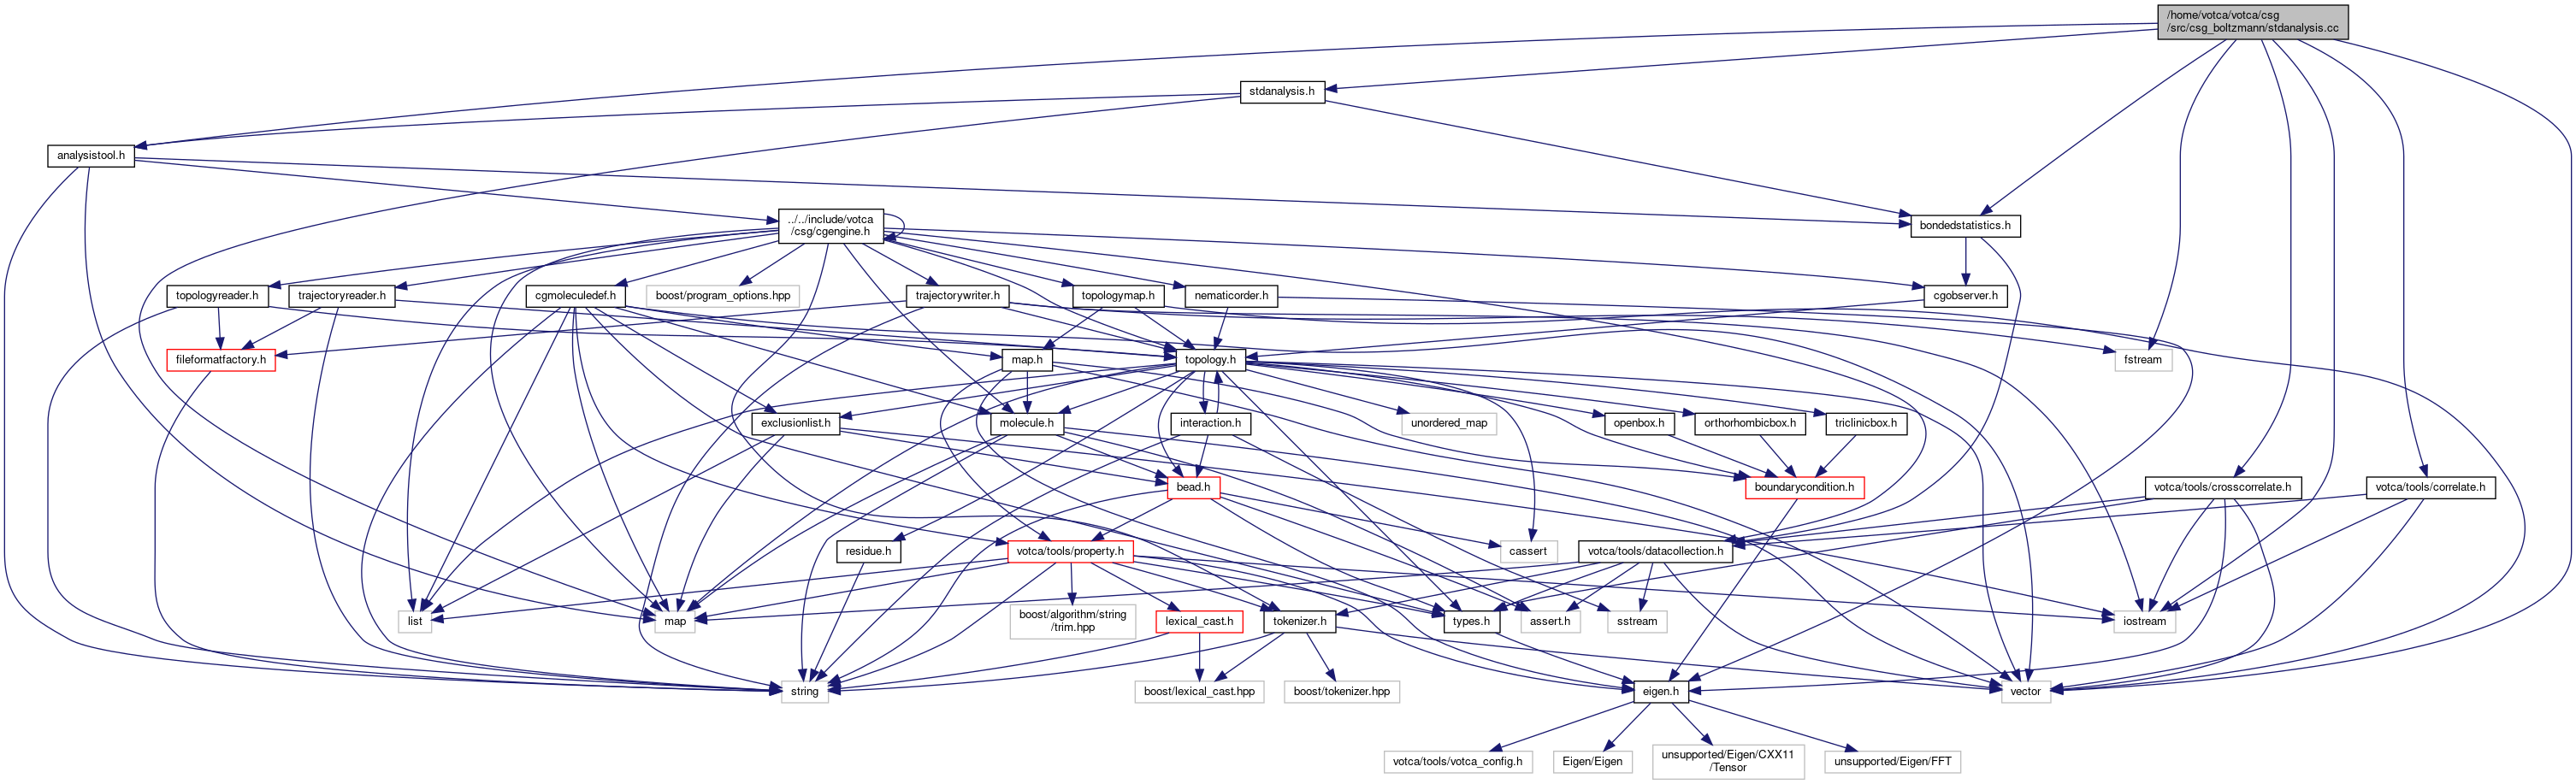 /home/votca/votca/csg
/src/csg_boltzmann/stdanalysis.cc
stdanalysis.h
analysistool.h
../../include/votca
/csg/cgengine.h
bondedstatistics.h
topologyreader.h
trajectoryreader.h
cgmoleculedef.h
boost/program_options.hpp
trajectorywriter.h
topologymap.h
nematicorder.h
cgobserver.h
fileformatfactory.h
map.h
topology.h
fstream
exclusionlist.h
molecule.h
interaction.h
unordered_map
openbox.h
orthorhombicbox.h
triclinicbox.h
bead.h
boundarycondition.h
votca/tools/crosscorrelate.h
votca/tools/correlate.h
residue.h
votca/tools/property.h
cassert
votca/tools/datacollection.h
list
map
boost/algorithm/string
/trim.hpp
lexical_cast.h
tokenizer.h
types.h
assert.h
sstream
iostream
string
boost/lexical_cast.hpp
boost/tokenizer.hpp
eigen.h
vector
votca/tools/votca_config.h
Eigen/Eigen
unsupported/Eigen/CXX11
/Tensor
unsupported/Eigen/FFT